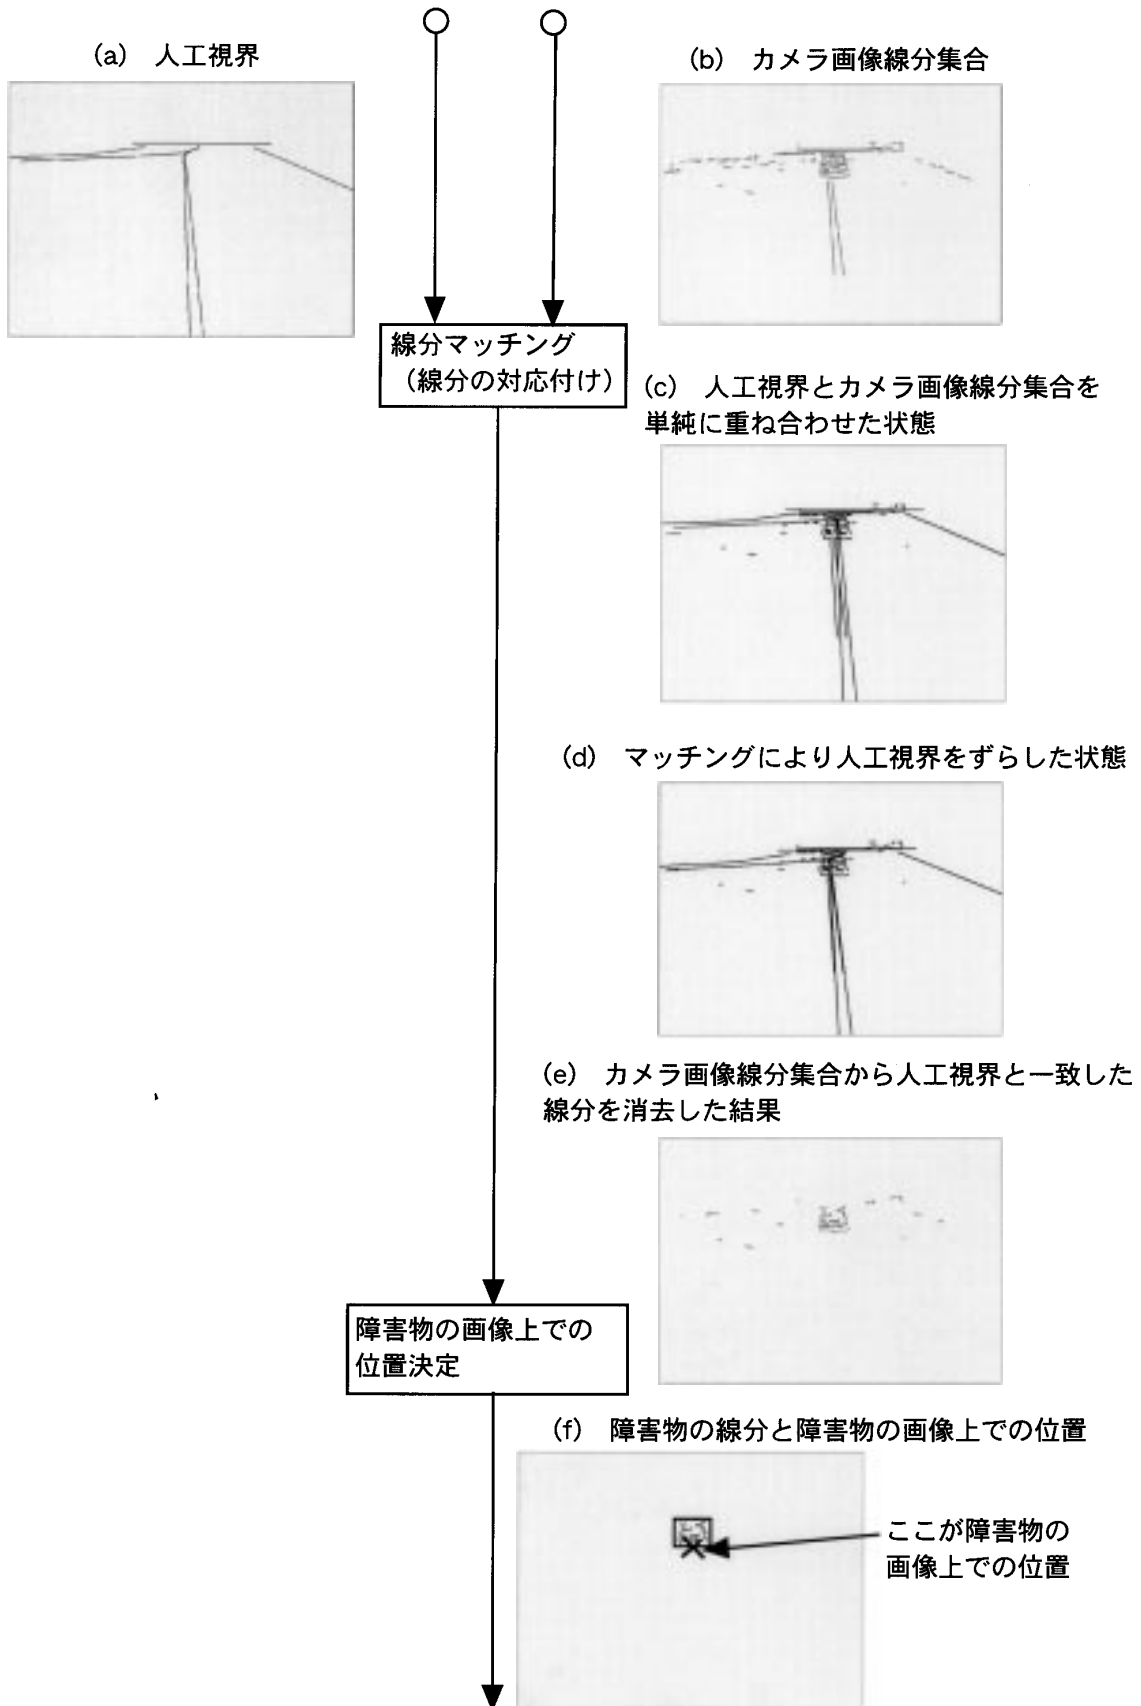 (a) 人工視界
(b) カメラ画像線分集合
線分マッチング
(線分の対応付け)
(c) 人工視界とカメラ画像線分集合を
単純に重ね合わせた状態
(d) マッチングにより人工視界をずらした状態
(e) カメラ画像線分集合から人工視界と一致した
線分を消去した結果
障害物の画像上での
位置決定
(f) 障害物の線分と障害物の画像上での位置
ここが障害物の
画像上での位置